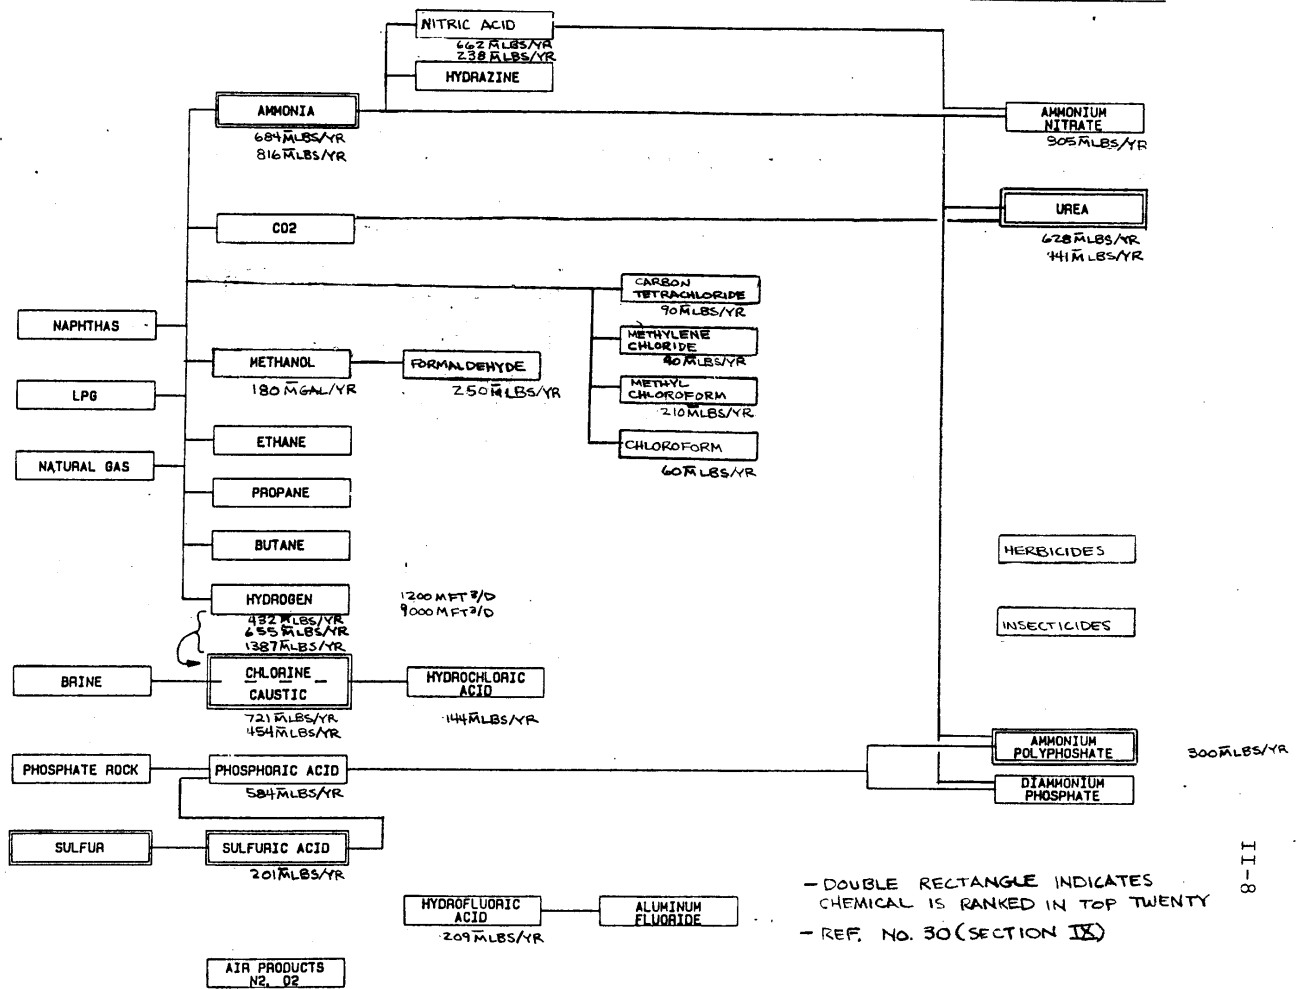 NITRIC ACID
662 M̅LBS/YR
238 M̅LBS/YR
HYDRAZINE
AMMONIA
684 M̅LBS/YR
816 M̅LBS/YR
AMMONIUM
NITRATE
905 M̅LBS/YR
CO2
UREA
628 M̅LBS/YR
441 M̅LBS/YR
CARBON
TETRACHLORIDE
90 M̅LBS/YR
NAPHTHAS
METHYLENE
CHLORIDE
40 M̅LBS/YR
METHANOL
180 M̅GAL/YR
FORMALDEHYDE
250 M̅LBS/YR
METHYL
CHLOROFORM
210 M̅LBS/YR
LPG
ETHANE
CHLOROFORM
60 M̅LBS/YR
NATURAL GAS
PROPANE
BUTANE
HERBICIDES
HYDROGEN
432 M̅LBS/YR
655 M̅LBS/YR
1387 M̅LBS/YR
1200 MFT3/D
9000 MFT3/D
INSECTICIDES
BRINE
CHLORINE
CAUSTIC
721 M̅LBS/YR
454 M̅LBS/YR
HYDROCHLORIC
ACID
144 M̅LBS/YR
AMMONIUM
POLYPHOSHATE
300 M̅LBS/YR
PHOSPHATE ROCK
PHOSPHORIC ACID
584 M̅LBS/YR
DIAMMONIUM
PHOSPHATE
SULFUR
SULFURIC ACID
201 M̅LBS/YR
II-8
HYDROFLUORIC
ACID
209 M̅LBS/YR
ALUMINUM
FLUORIDE
- DOUBLE RECTANGLE INDICATES
CHEMICAL IS RANKED IN TOP TWENTY
- REF. NO. 30 (SECTION IX)
AIR PRODUCTS
N2, O2